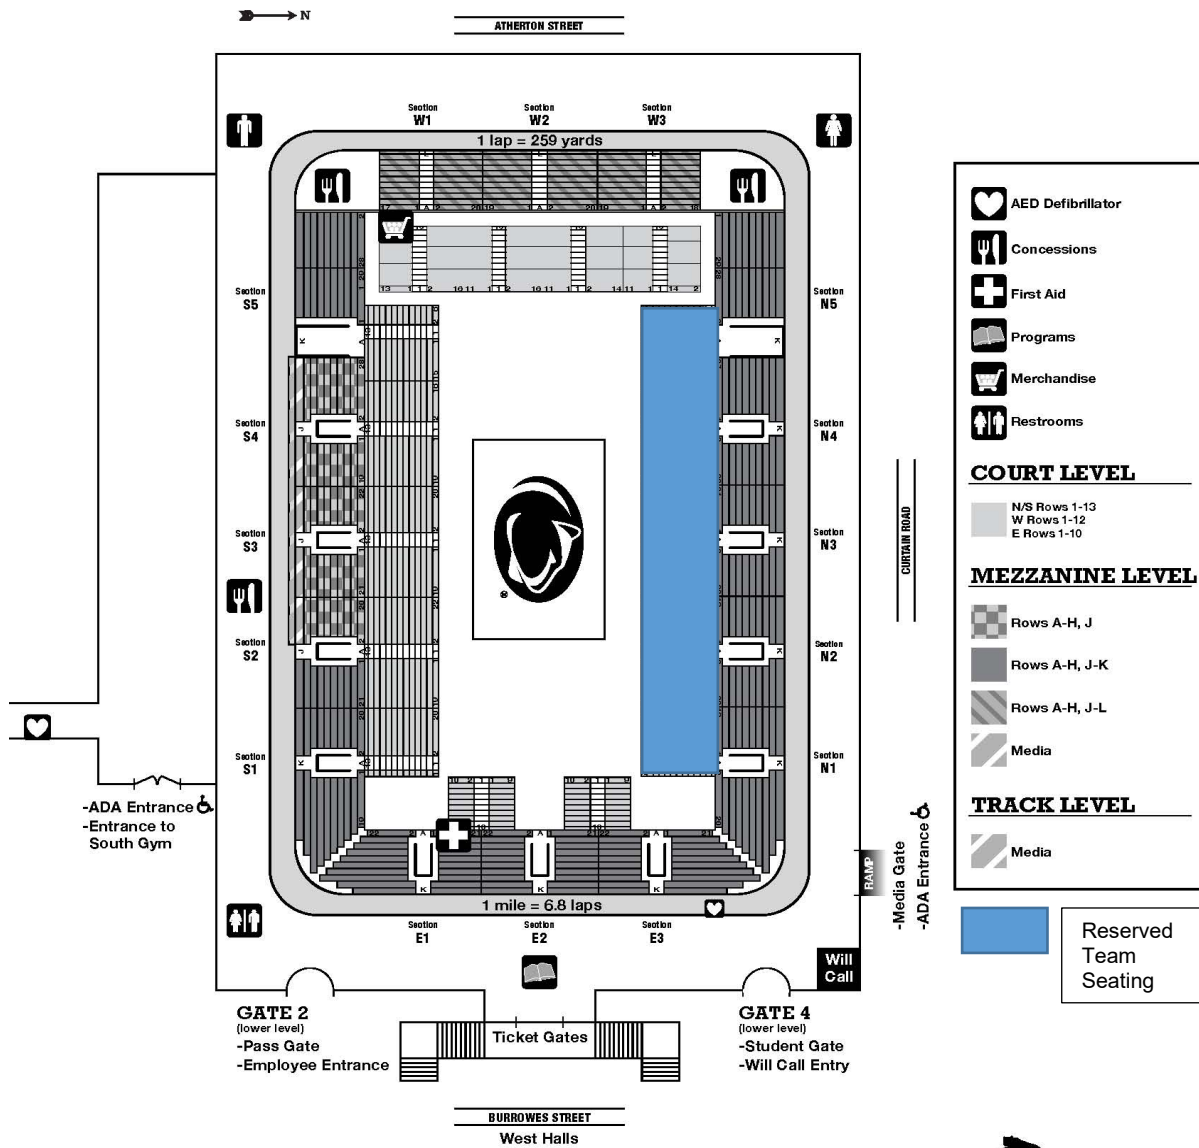 N
ATHERTON STREET
Section
W1
Section
W2
Section
W3
1 lap = 259 yards
Section
S5
Section
S4
Section
S3
Section
S2
Section
S1
Section
N5
Section
N4
Section
N3
Section
N2
Section
N1
CURTAIN ROAD
-ADA Entrance
-Entrance to
South Gym
1 mile = 6.8 laps
Section
E1
Section
E2
Section
E3
RAMP
-Media Gate
-ADA Entrance
Will
Call
GATE 2
(lower level)
-Pass Gate
-Employee Entrance
Ticket Gates
GATE 4
(lower level)
-Student Gate
-Will Call Entry
BURROWES STREET
West Halls
AED Defibrillator
Concessions
First Aid
Programs
Merchandise
Restrooms
COURT LEVEL
N/S Rows 1-13
W Rows 1-12
E Rows 1-10
MEZZANINE LEVEL
Rows A-H, J
Rows A-H, J-K
Rows A-H, J-L
Media
TRACK LEVEL
Media
Reserved
Team
Seating